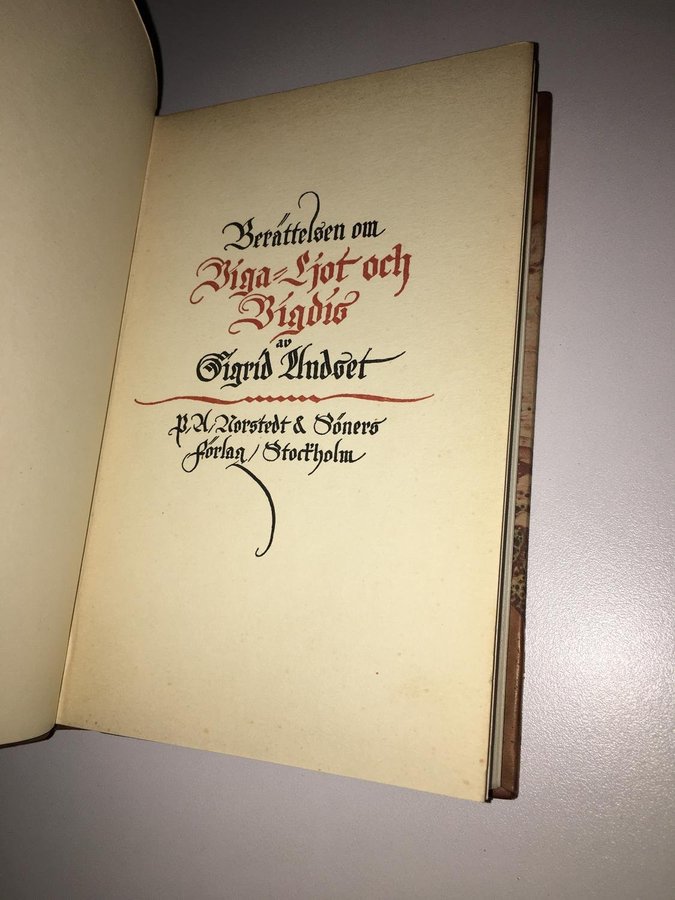 Berättelsen om
Viga-Ljot och
Vigdis
av
Sigrid Undset
P. A. Norstedt & Söners
Förlag / Stockholm